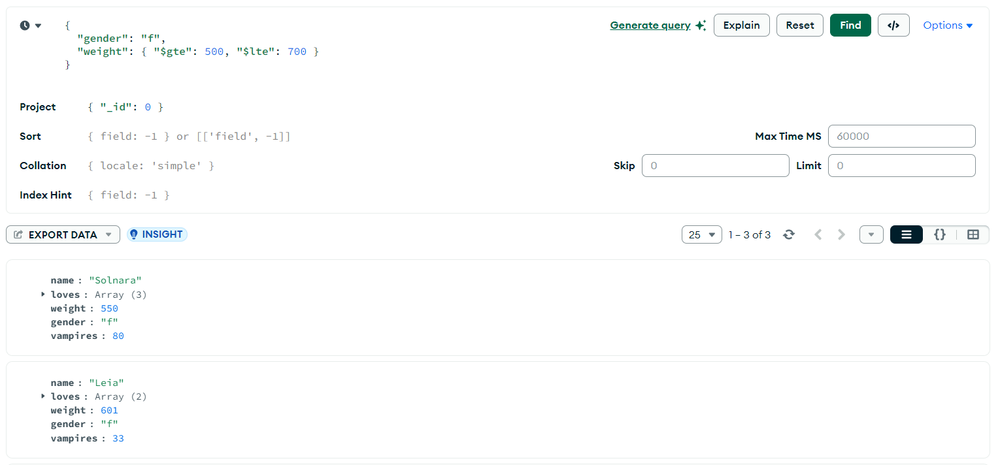 {
"gender": "f",
"weight": { "$gte": 500, "$lte": 700 }
}
Generate query
Explain
Reset
Find
</>
Options
Project { "_id": 0 }
Sort { field: -1 } or [['field', -1]]
Max Time MS 60000
Collation { locale: 'simple' }
Skip 0
Limit 0
Index Hint { field: -1 }
EXPORT DATA
INSIGHT
25
1 – 3 of 3
{}
name : "Solnara"
loves : Array (3)
weight : 550
gender : "f"
vampires : 80
name : "Leia"
loves : Array (2)
weight : 601
gender : "f"
vampires : 33